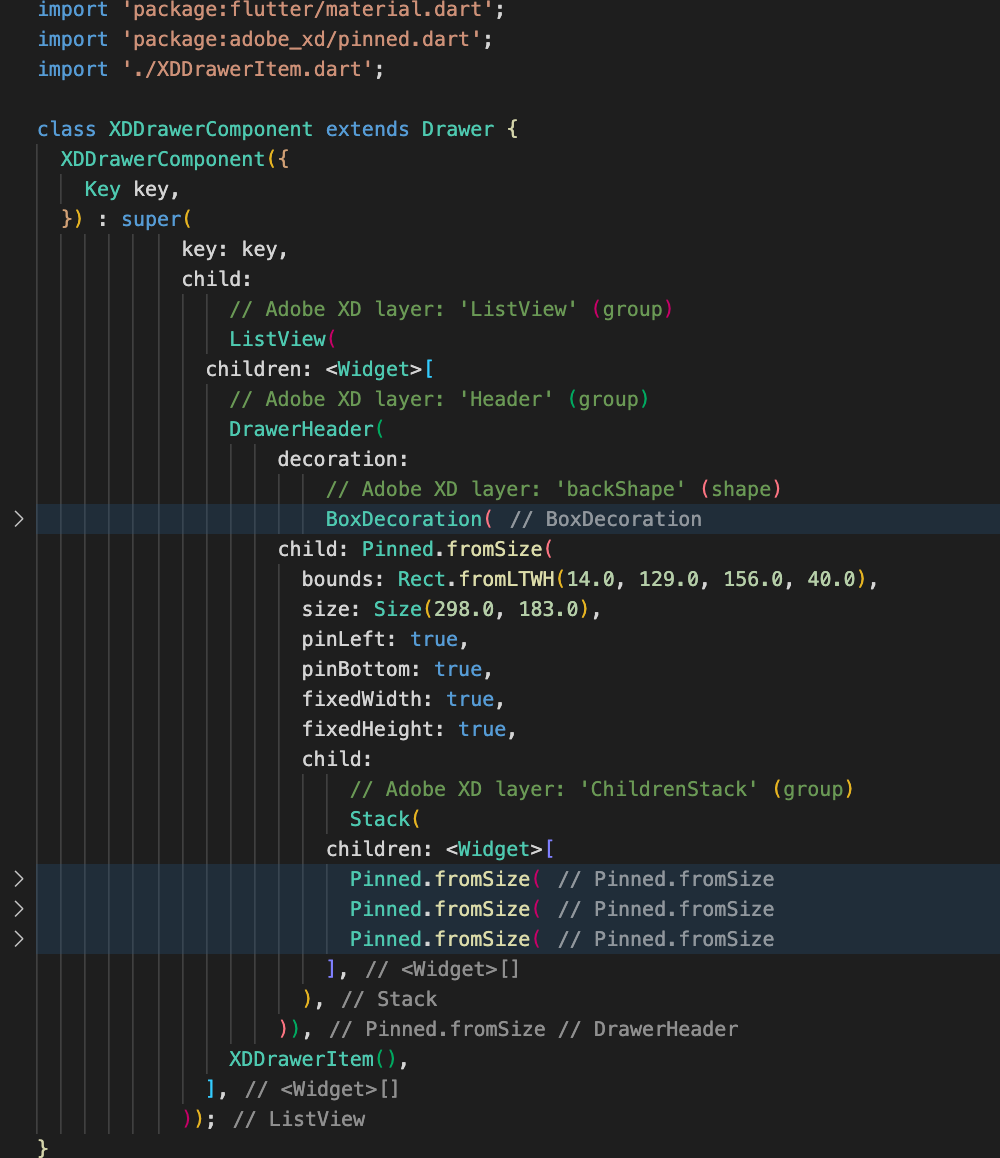 import 'package:flutter/material.dart';
import 'package:adobe_xd/pinned.dart';
import './XDDrawerItem.dart';
class XDDrawerComponent extends Drawer {
XDDrawerComponent({
Key key,
}) : super(
key: key,
child:
// Adobe XD layer: 'ListView' (group)
ListView(
children: <Widget>[
// Adobe XD layer: 'Header' (group)
DrawerHeader(
decoration:
// Adobe XD layer: 'backShape' (shape)
BoxDecoration( // BoxDecoration
child: Pinned.fromSize(
bounds: Rect.fromLTWH(14.0, 129.0, 156.0, 40.0),
size: Size(298.0, 183.0),
pinLeft: true,
pinBottom: true,
fixedWidth: true,
fixedHeight: true,
child:
// Adobe XD layer: 'ChildrenStack' (group)
Stack(
children: <Widget>[
Pinned.fromSize( // Pinned.fromSize
Pinned.fromSize( // Pinned.fromSize
Pinned.fromSize( // Pinned.fromSize
], // <Widget>[]
), // Stack
)), // Pinned.fromSize // DrawerHeader
XDDrawerItem(),
], // <Widget>[]
)); // ListView
}